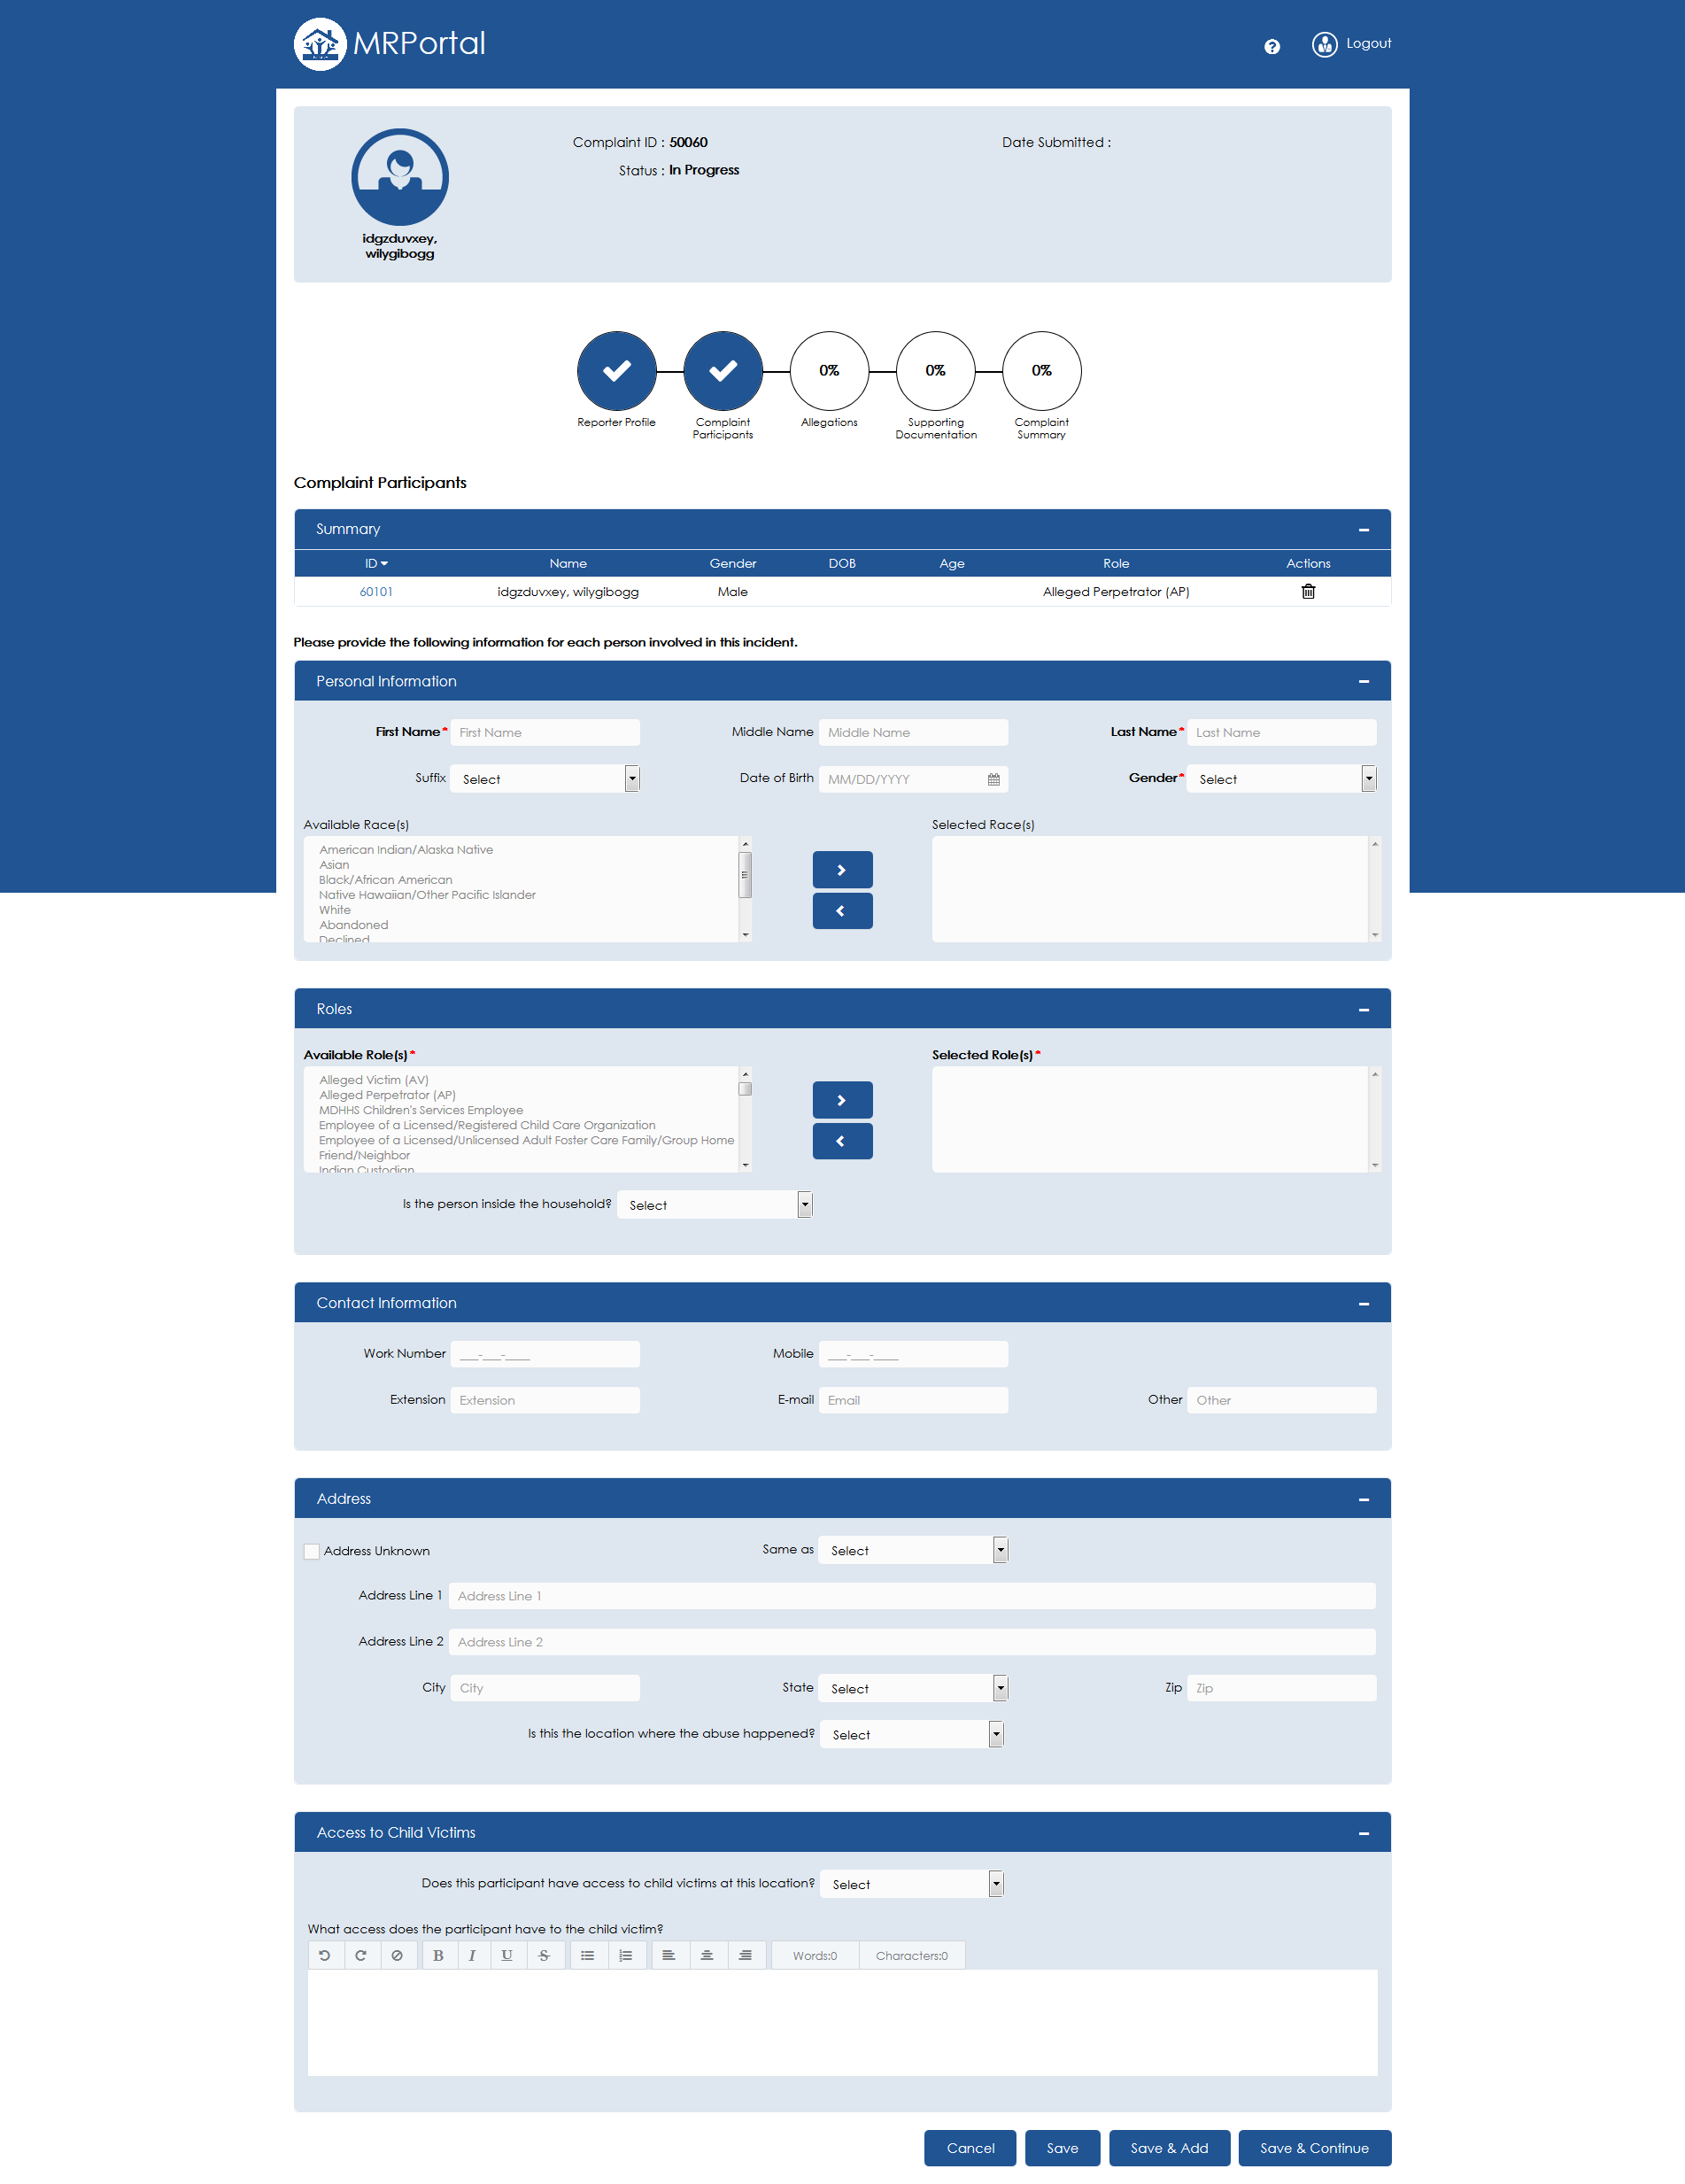 MRPortal
Logout
Complaint ID : 50060
Date Submitted :
Status : In Progress
idgzduvxey,
wilygibogg
0% 0% 0%
Reporter Profile
Complaint
Participants
Allegations
Supporting
Documentation
Complaint
Summary
Complaint Participants
Summary
ID Name Gender DOB Age Role Actions
60101 idgzduvxey, wilygibogg Male Alleged Perpetrator (AP)
Please provide the following information for each person involved in this incident.
Personal Information
First Name* First Name Middle Name Middle Name Last Name* Last Name
Suffix Select Date of Birth MM/DD/YYYY Gender* Select
Available Race(s) Selected Race(s)
American Indian/Alaska Native
Asian
Black/African American
Native Hawaiian/Other Pacific Islander
White
Abandoned
Declined
Roles
Available Role(s)* Selected Role(s)*
Alleged Victim (AV)
Alleged Perpetrator (AP)
MDHHS Children's Services Employee
Employee of a Licensed/Registered Child Care Organization
Employee of a Licensed/Unlicensed Adult Foster Care Family/Group Home
Friend/Neighbor
Indian Custodian
Is the person inside the household? Select
Contact Information
Work Number ___-___-____ Mobile ___-___-____
Extension Extension E-mail Email Other Other
Address
Address Unknown Same as Select
Address Line 1 Address Line 1
Address Line 2 Address Line 2
City City State Select Zip Zip
Is this the location where the abuse happened? Select
Access to Child Victims
Does this participant have access to child victims at this location? Select
What access does the participant have to the child victim?
B I U S Words:0 Characters:0
Cancel Save Save & Add Save & Continue